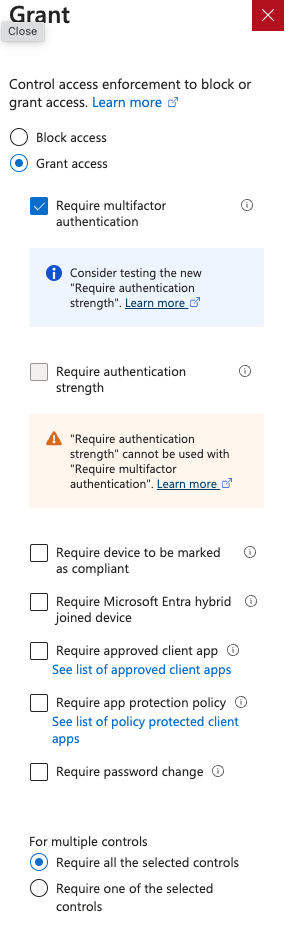 Grant
Close
Control access enforcement to block or
grant access. Learn more
Block access
Grant access
Require multifactor
authentication
Consider testing the new
"Require authentication
strength". Learn more
Require authentication
strength
"Require authentication
strength" cannot be used with
"Require multifactor
authentication". Learn more
Require device to be marked
as compliant
Require Microsoft Entra hybrid
joined device
Require approved client app
See list of approved client apps
Require app protection policy
See list of policy protected client
apps
Require password change
For multiple controls
Require all the selected controls
Require one of the selected
controls